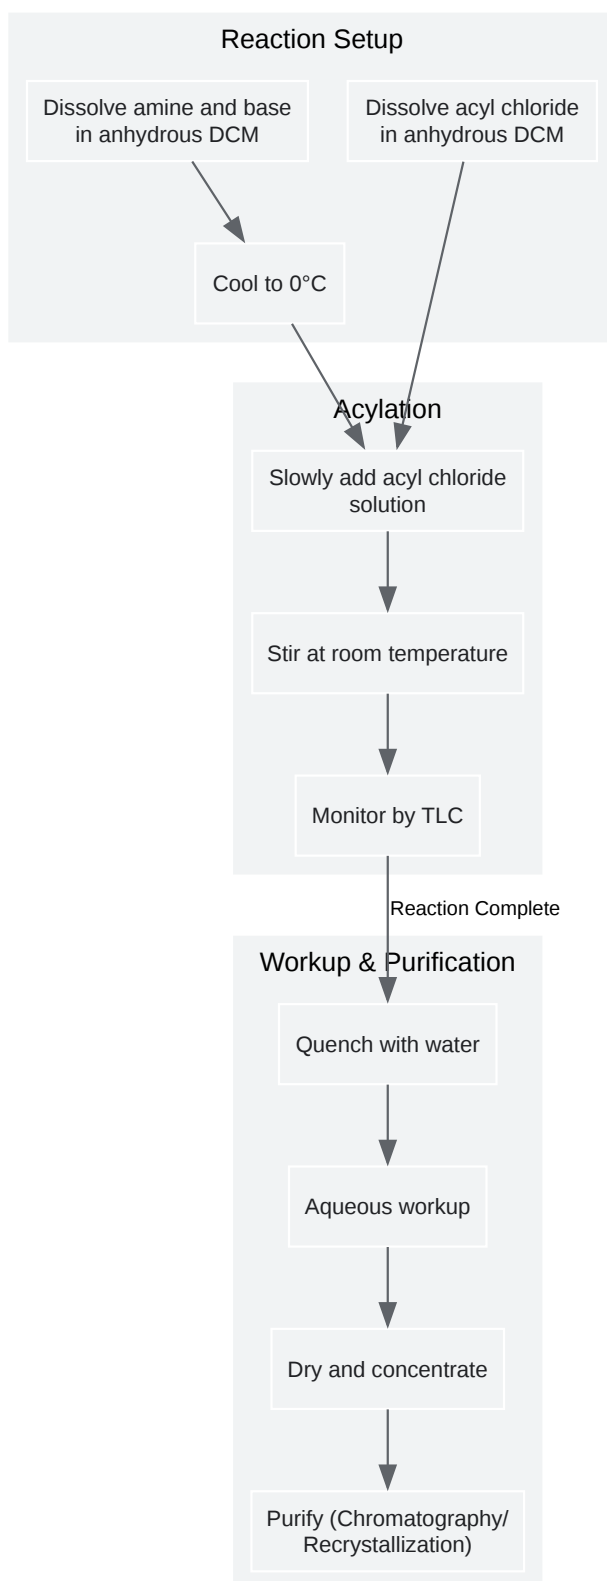 Reaction Setup
Dissolve amine and base
in anhydrous DCM
Dissolve acyl chloride
in anhydrous DCM
Cool to 0°C
Acylation
Slowly add acyl chloride
solution
Stir at room temperature
Monitor by TLC
Reaction Complete
Workup & Purification
Quench with water
Aqueous workup
Dry and concentrate
Purify (Chromatography/
Recrystallization)